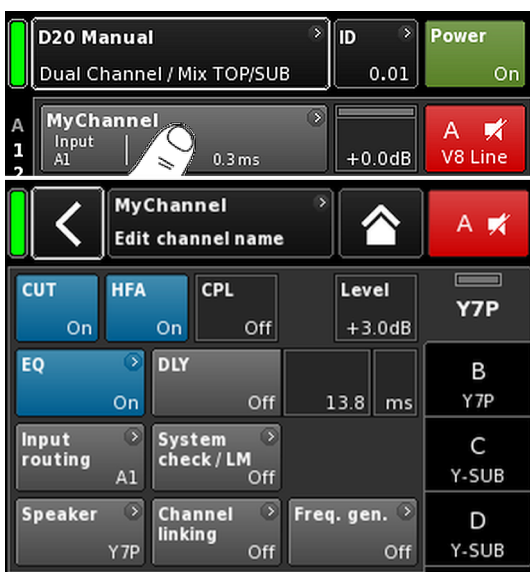 D20 Manual
Dual Channel / Mix TOP/SUB
ID
0.01
Power
On
A
1
2
MyChannel
Input
A1
0.3 ms
+0.0dB
A
V8 Line
MyChannel
Edit channel name
A
CUT
On
HFA
On
CPL
Off
Level
+3.0dB
Y7P
EQ
On
DLY
Off
13.8
ms
B
Y7P
Input
routing
A1
System
check / LM
Off
C
Y-SUB
Speaker
Y7P
Channel
linking
Off
Freq. gen.
Off
D
Y-SUB